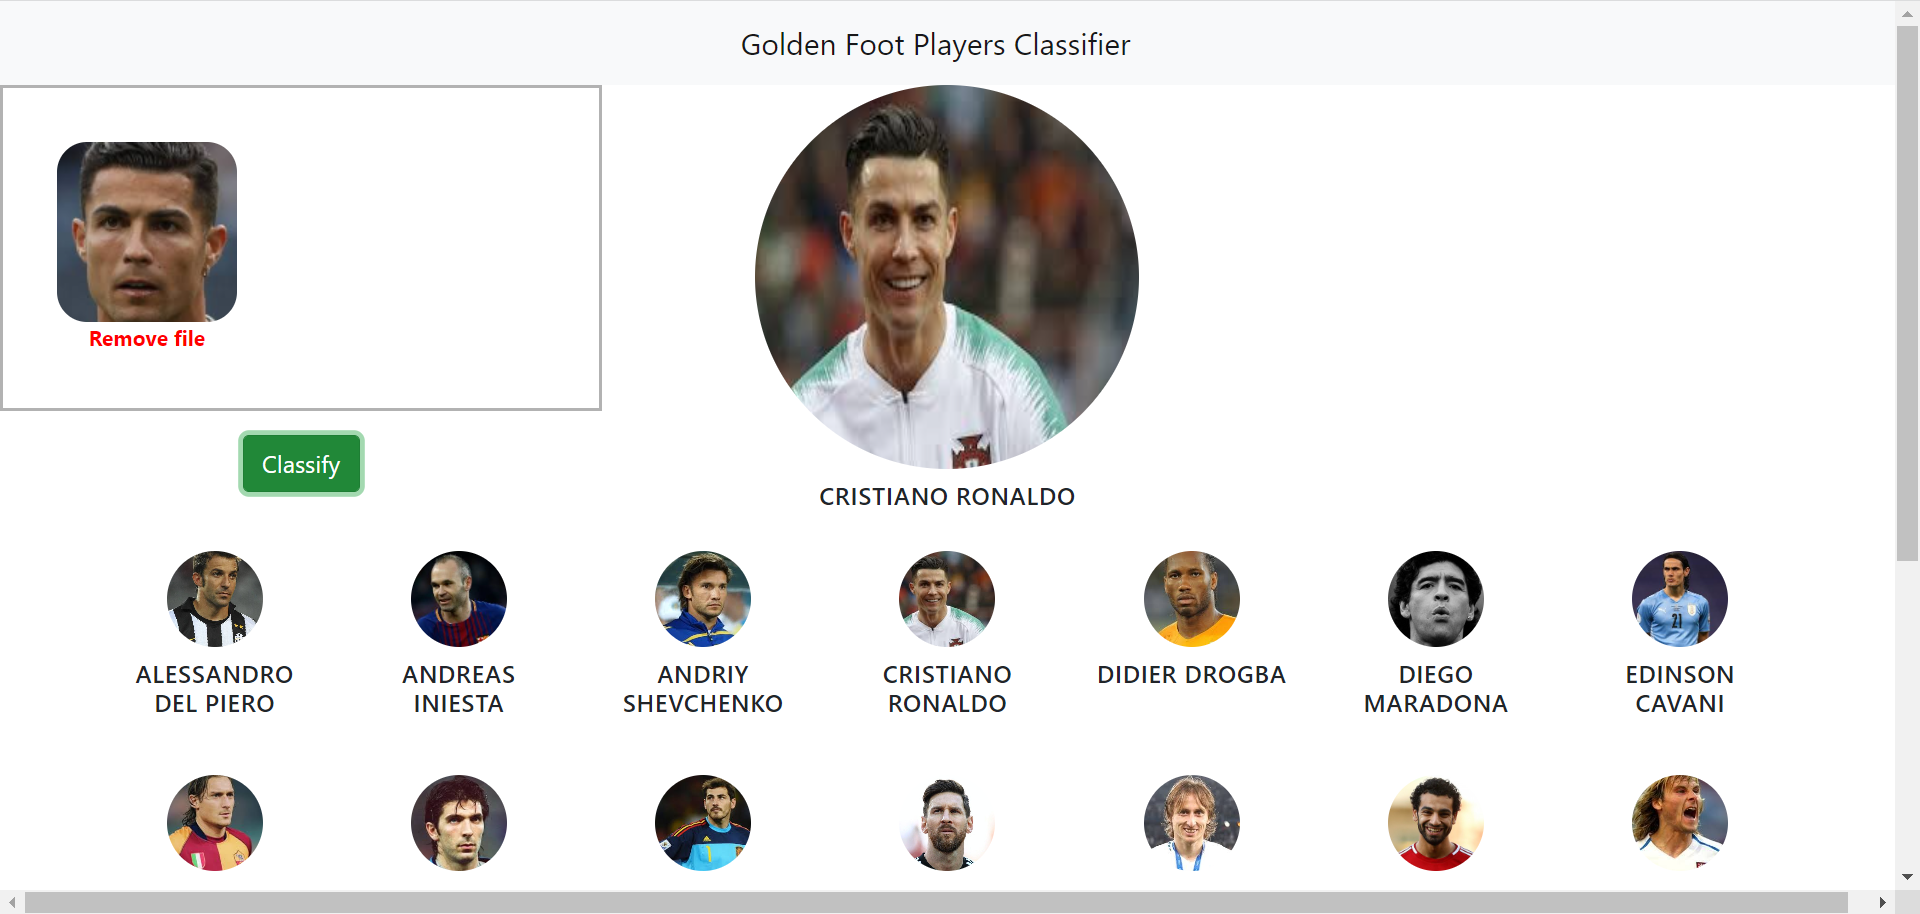 Golden Foot Players Classifier
Remove file
Classify
CRISTIANO RONALDO
ALESSANDRO
DEL PIERO
ANDREAS
INIESTA
ANDRIY
SHEVCHENKO
CRISTIANO
RONALDO
DIDIER DROGBA
DIEGO
MARADONA
EDINSON
CAVANI
21